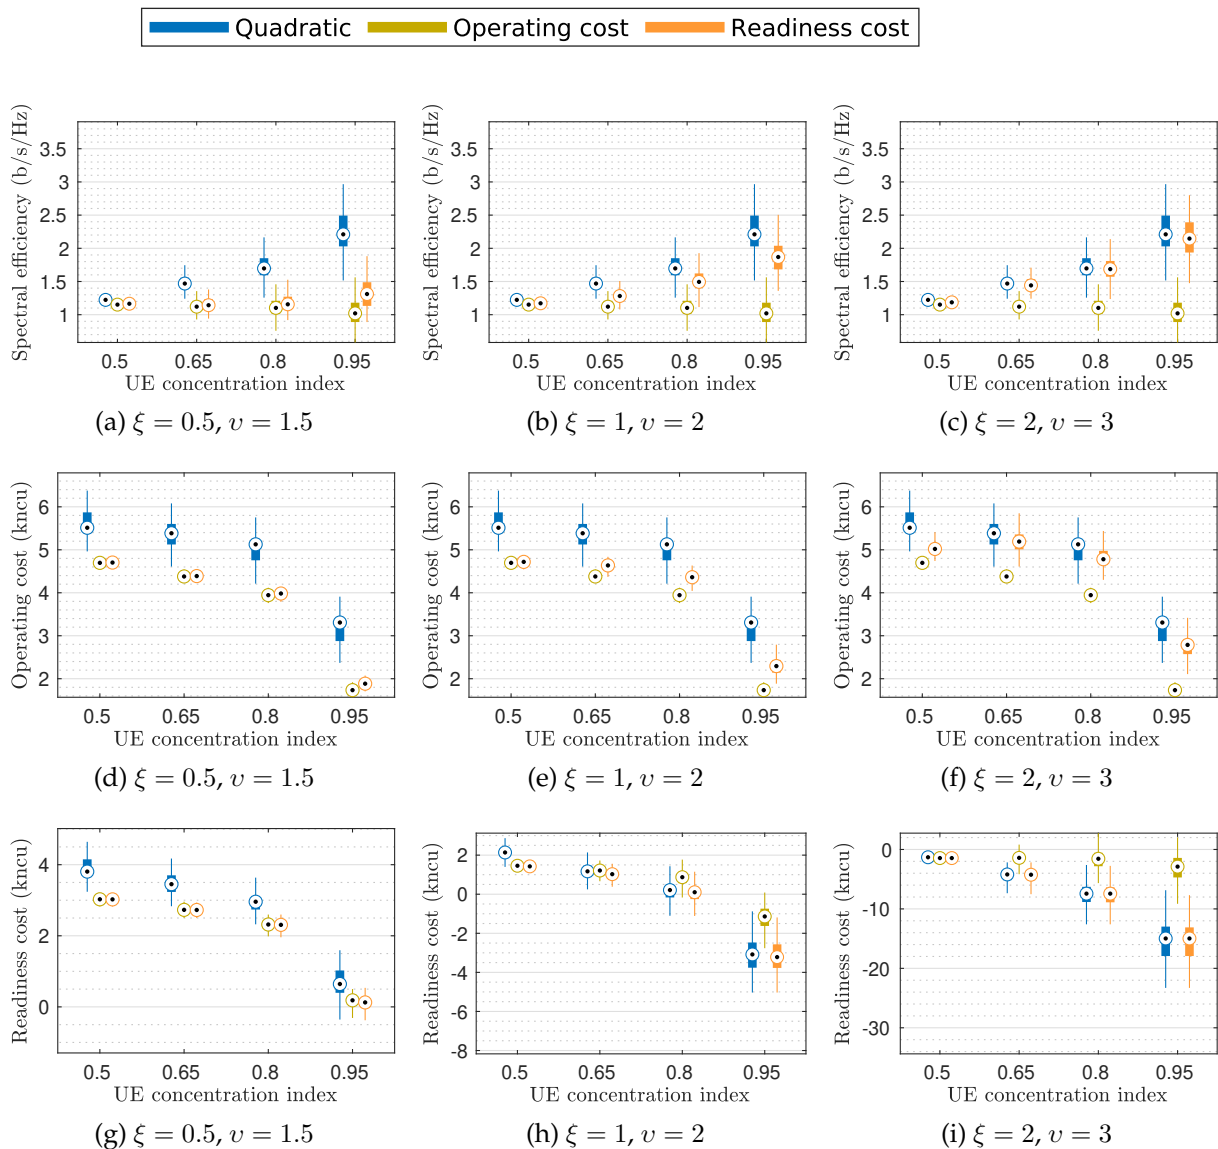 Quadratic Operating cost Readiness cost
Spectral efficiency (b/s/Hz)
3.5
3
2.5
2
1.5
1
0.5 0.65 0.8 0.95
UE concentration index
(a) ξ = 0.5, υ = 1.5
Spectral efficiency (b/s/Hz)
3.5
3
2.5
2
1.5
1
0.5 0.65 0.8 0.95
UE concentration index
(b) ξ = 1, υ = 2
Spectral efficiency (b/s/Hz)
3.5
3
2.5
2
1.5
1
0.5 0.65 0.8 0.95
UE concentration index
(c) ξ = 2, υ = 3
Operating cost (kncu)
6
5
4
3
2
0.5 0.65 0.8 0.95
UE concentration index
(d) ξ = 0.5, υ = 1.5
Operating cost (kncu)
6
5
4
3
2
0.5 0.65 0.8 0.95
UE concentration index
(e) ξ = 1, υ = 2
Operating cost (kncu)
6
5
4
3
2
0.5 0.65 0.8 0.95
UE concentration index
(f) ξ = 2, υ = 3
Readiness cost (kncu)
4
2
0
0.5 0.65 0.8 0.95
UE concentration index
(g) ξ = 0.5, υ = 1.5
Readiness cost (kncu)
2
0
-2
-4
-6
-8
0.5 0.65 0.8 0.95
UE concentration index
(h) ξ = 1, υ = 2
Readiness cost (kncu)
0
-10
-20
-30
0.5 0.65 0.8 0.95
UE concentration index
(i) ξ = 2, υ = 3